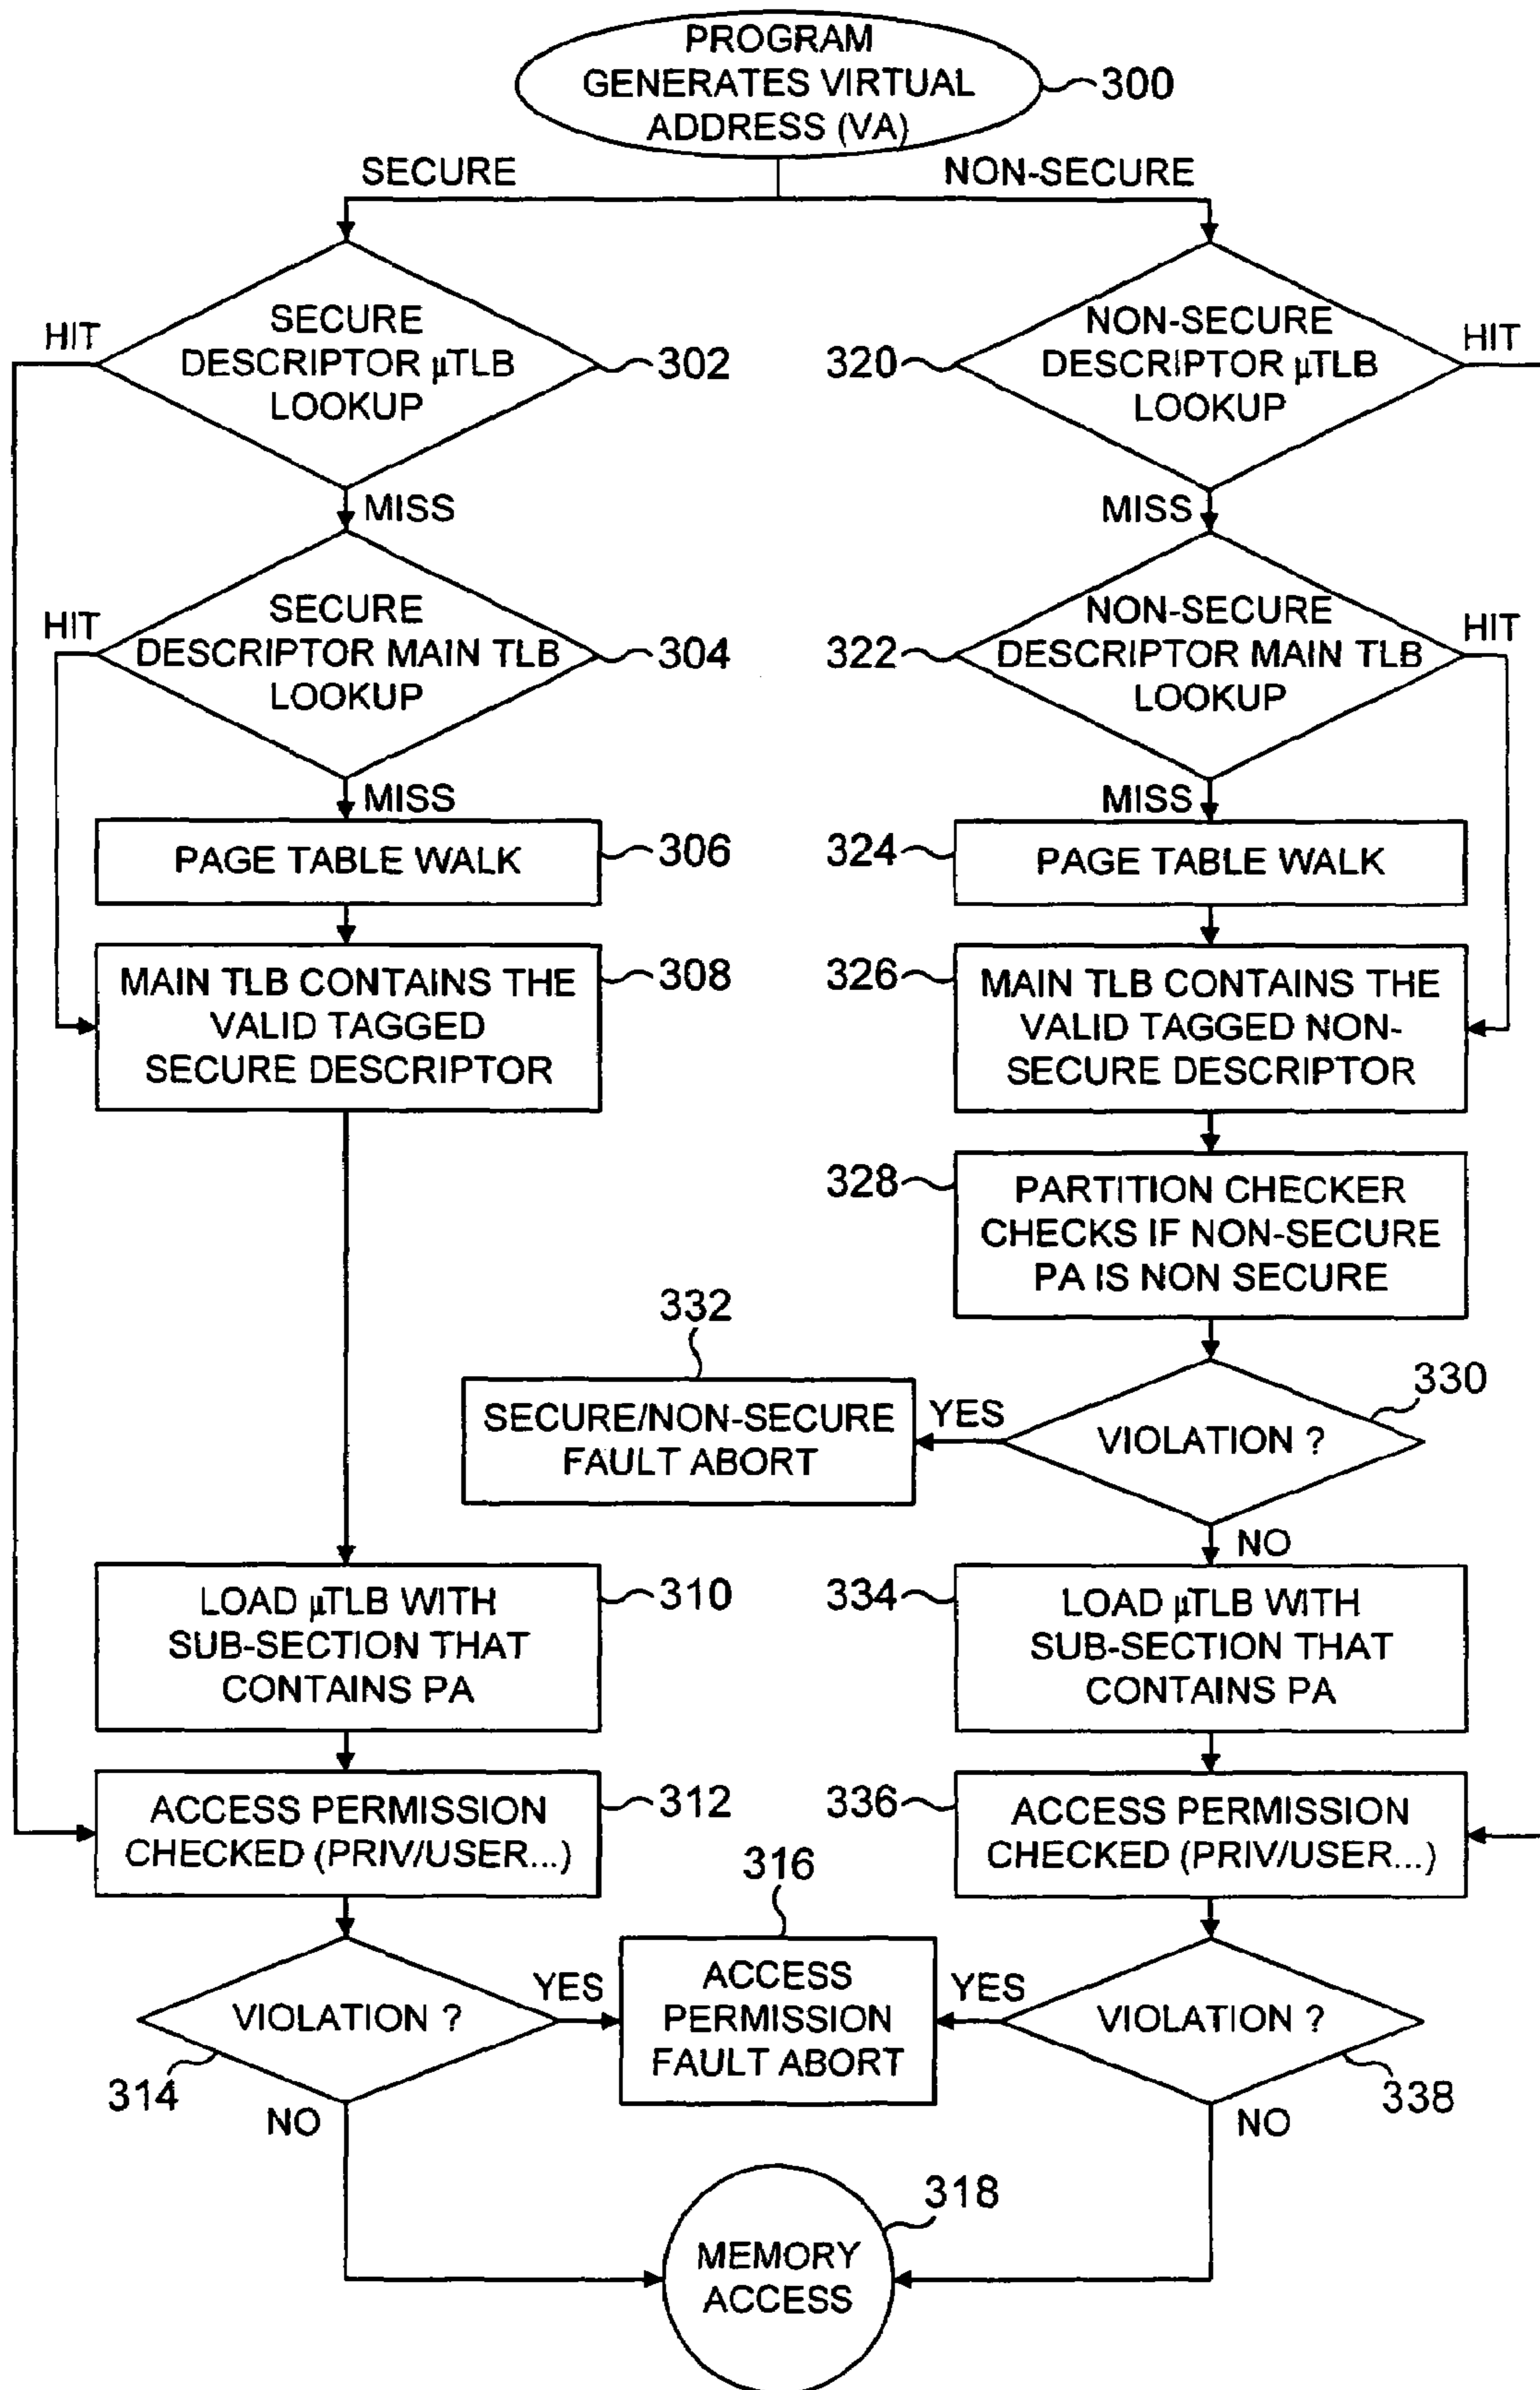 PROGRAM
GENERATES VIRTUAL
ADDRESS (VA)
300
SECURE
NON-SECURE
HIT
SECURE
DESCRIPTOR µTLB
LOOKUP
302
320
NON-SECURE
DESCRIPTOR µTLB
LOOKUP
HIT
MISS
MISS
HIT
SECURE
DESCRIPTOR MAIN TLB
LOOKUP
304
322
NON-SECURE
DESCRIPTOR MAIN TLB
LOOKUP
HIT
MISS
MISS
PAGE TABLE WALK
306
324
PAGE TABLE WALK
MAIN TLB CONTAINS THE
VALID TAGGED
SECURE DESCRIPTOR
308
326
MAIN TLB CONTAINS THE
VALID TAGGED NON-
SECURE DESCRIPTOR
328
PARTITION CHECKER
CHECKS IF NON-SECURE
PA IS NON SECURE
332
SECURE/NON-SECURE
FAULT ABORT
YES
VIOLATION ?
330
NO
LOAD µTLB WITH
SUB-SECTION THAT
CONTAINS PA
310
334
LOAD µTLB WITH
SUB-SECTION THAT
CONTAINS PA
ACCESS PERMISSION
CHECKED (PRIV/USER...)
312
336
ACCESS PERMISSION
CHECKED (PRIV/USER...)
316
VIOLATION ?
YES
ACCESS
PERMISSION
FAULT ABORT
YES
VIOLATION ?
314
338
NO
NO
318
MEMORY
ACCESS